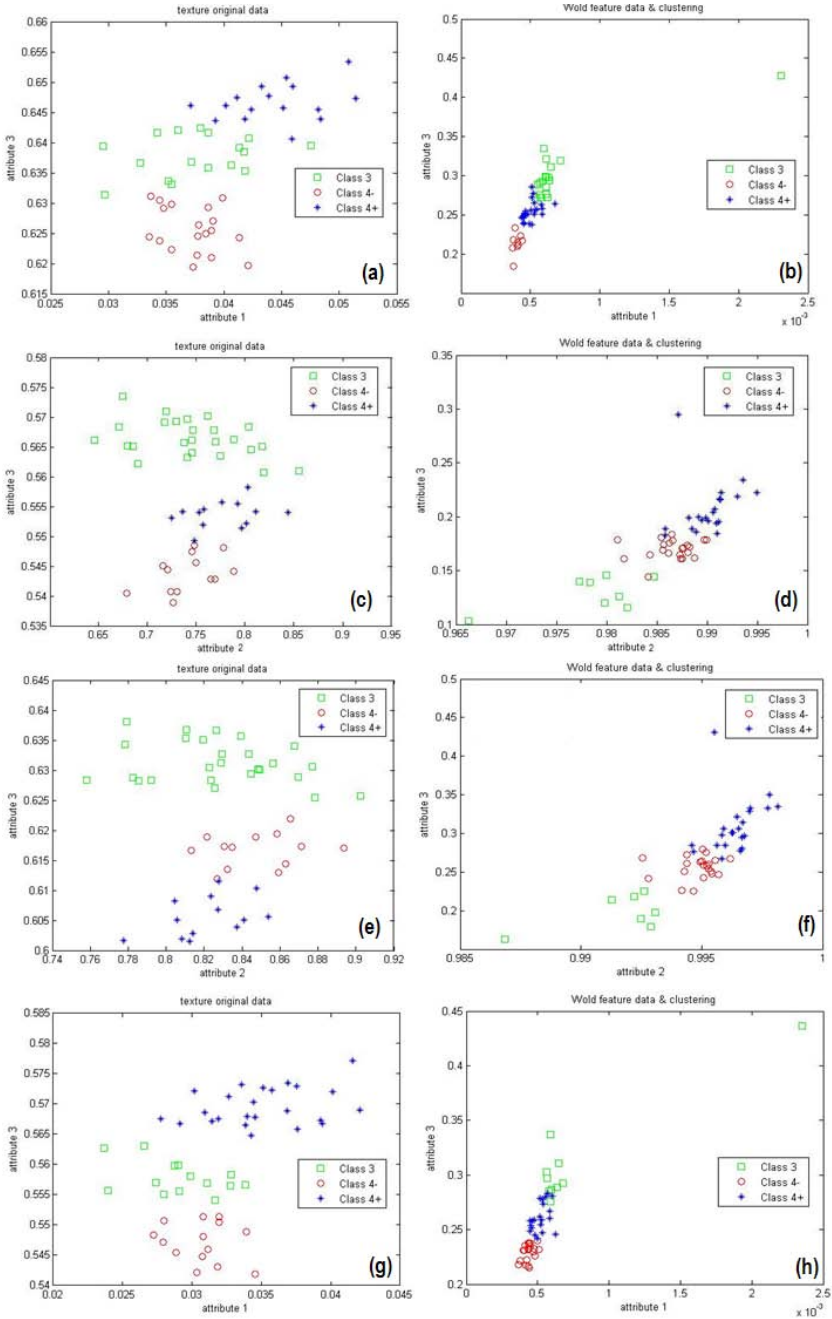 texture original data
0.66
0.655
0.65
0.645
0.64
0.635
0.63
0.625
0.62
0.615
attribute 3
0.025 0.03 0.035 0.04 0.045 0.05 0.055
attribute 1
Class 3
Class 4-
Class 4+
(a)
Wold feature data & clustering
0.5
0.45
0.4
0.35
0.3
0.25
0.2
attribute 3
0 0.5 1 1.5 2 2.5
attribute 1
x 10⁻³
Class 3
Class 4-
Class 4+
(b)
texture original data
0.58
0.575
0.57
0.565
0.56
0.555
0.55
0.545
0.54
0.535
attribute 3
0.65 0.7 0.75 0.8 0.85 0.9 0.95
attribute 2
Class 3
Class 4-
Class 4+
(c)
Wold feature data & clustering
0.35
0.3
0.25
0.2
0.15
0.1
attribute 3
0.965 0.97 0.975 0.98 0.985 0.99 0.995 1
attribute 2
Class 3
Class 4-
Class 4+
(d)
texture original data
0.645
0.64
0.635
0.63
0.625
0.62
0.615
0.61
0.605
0.6
attribute 3
0.74 0.76 0.78 0.8 0.82 0.84 0.86 0.88 0.9 0.92
attribute 2
Class 3
Class 4-
Class 4+
(e)
Wold feature data & clustering
0.5
0.45
0.4
0.35
0.3
0.25
0.2
0.15
attribute 3
0.985 0.99 0.995 1
attribute 2
Class 3
Class 4-
Class 4+
(f)
texture original data
0.585
0.58
0.575
0.57
0.565
0.56
0.555
0.55
0.545
0.54
attribute 3
0.02 0.025 0.03 0.035 0.04 0.045
attribute 1
Class 3
Class 4-
Class 4+
(g)
Wold feature data & clustering
0.45
0.4
0.35
0.3
0.25
0.2
attribute 3
0 0.5 1 1.5 2 2.5
attribute 1
x 10⁻³
Class 3
Class 4-
Class 4+
(h)